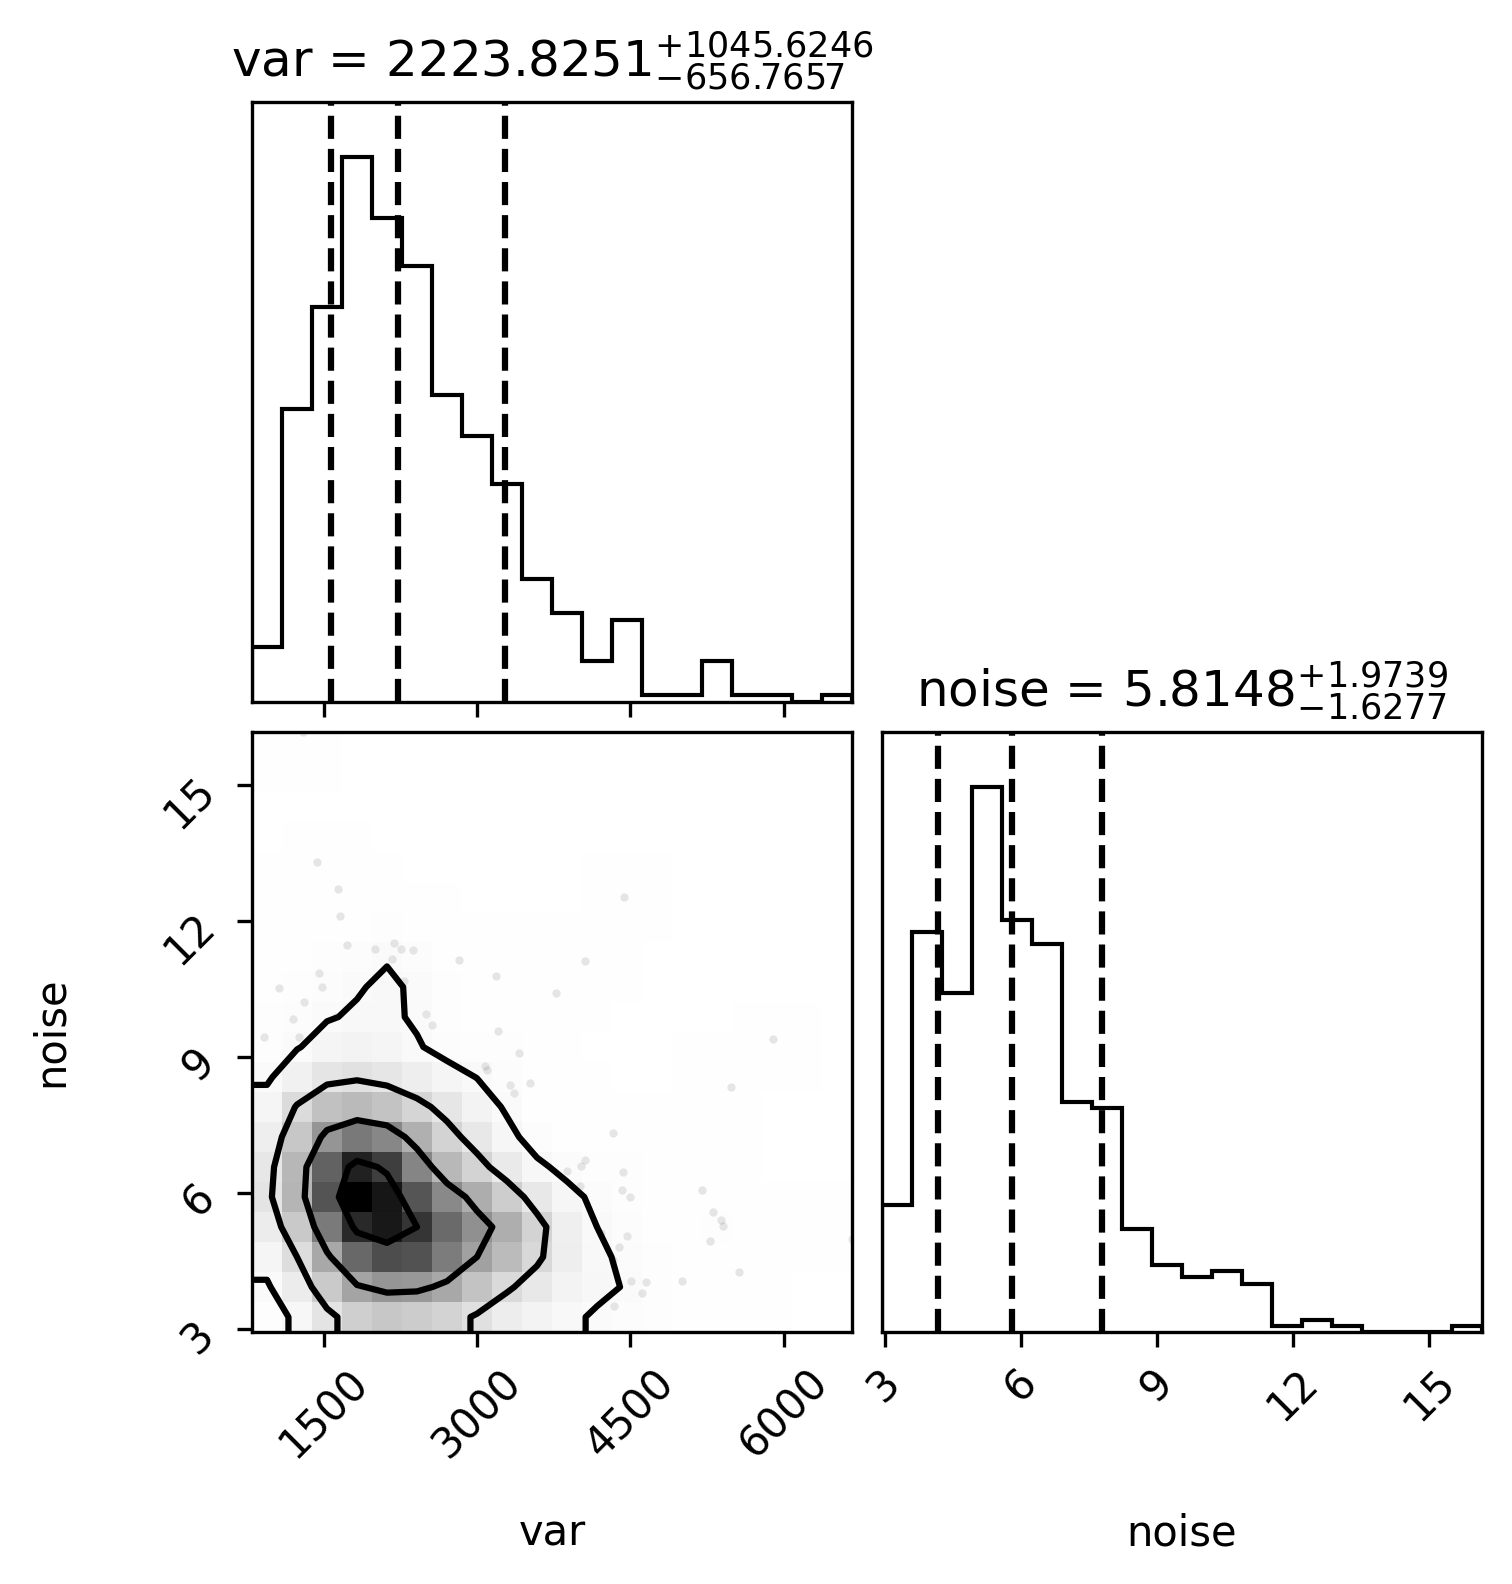 var = 2223.8251+1045.6246−656.7657
noise = 5.8148+1.9739−1.6277
noise
15
12
9
6
3
1500 3000 4500 6000
3 6 9 12 15
var
noise